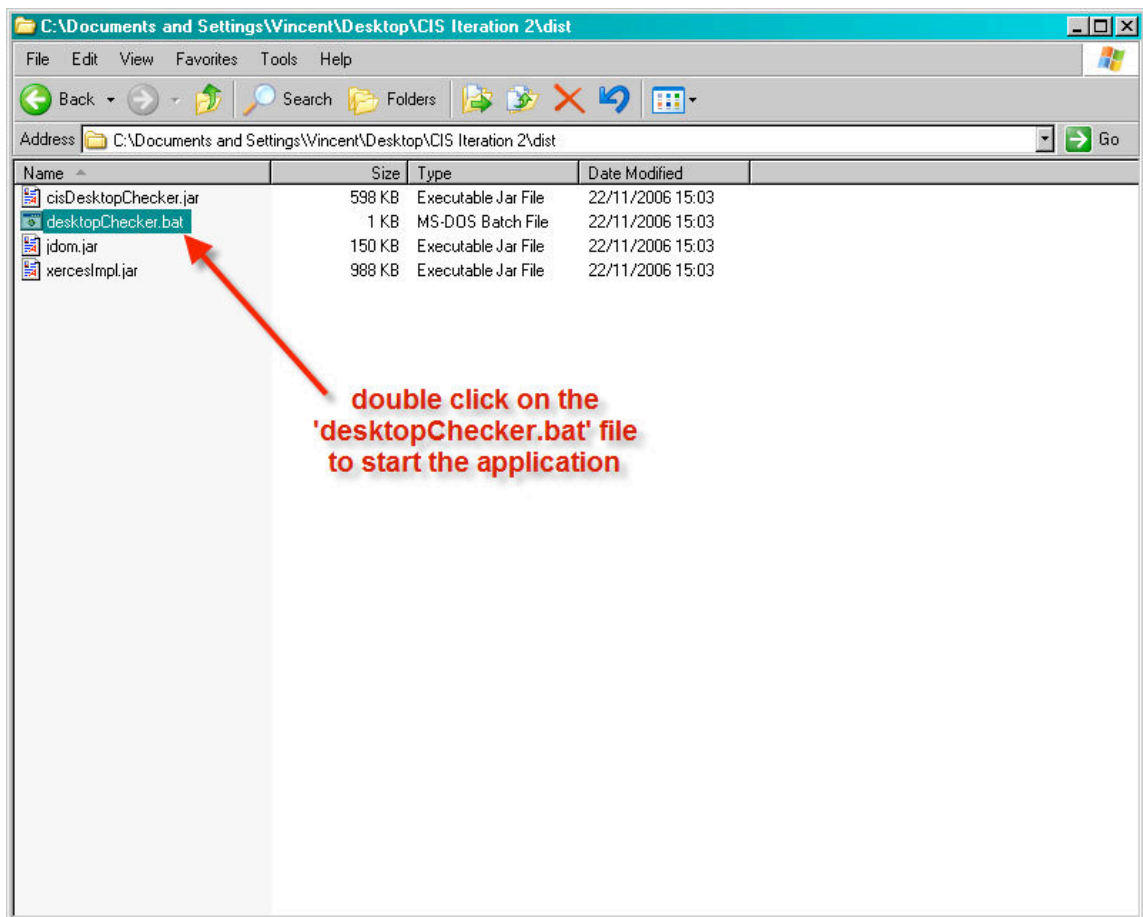 C:\Documents and Settings\Vincent\Desktop\CIS Iteration 2\dist
File Edit View Favorites Tools Help
Back Search Folders
Address C:\Documents and Settings\Vincent\Desktop\CIS Iteration 2\dist Go
Name Size Type Date Modified
cisDesktopChecker.jar 598 KB Executable Jar File 22/11/2006 15:03
desktopChecker.bat 1 KB MS-DOS Batch File 22/11/2006 15:03
jdom.jar 150 KB Executable Jar File 22/11/2006 15:03
xercesImpl.jar 988 KB Executable Jar File 22/11/2006 15:03
double click on the
'desktopChecker.bat' file
to start the application